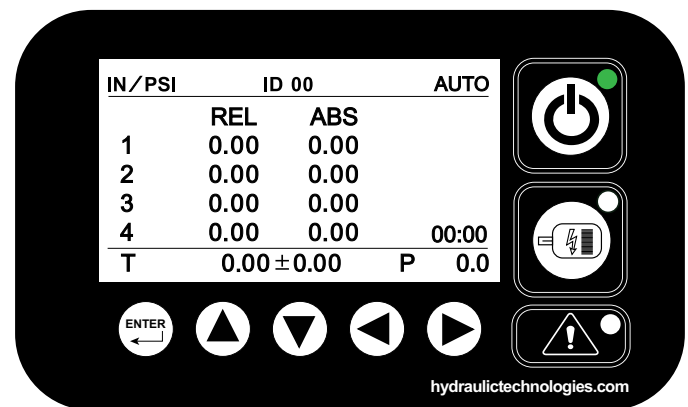 IN/PSI ID 00 AUTO
REL ABS
1 0.00 0.00
2 0.00 0.00
3 0.00 0.00
4 0.00 0.00 00:00
T 0.00±0.00 P 0.0
ENTER
hydraulictechnologies.com